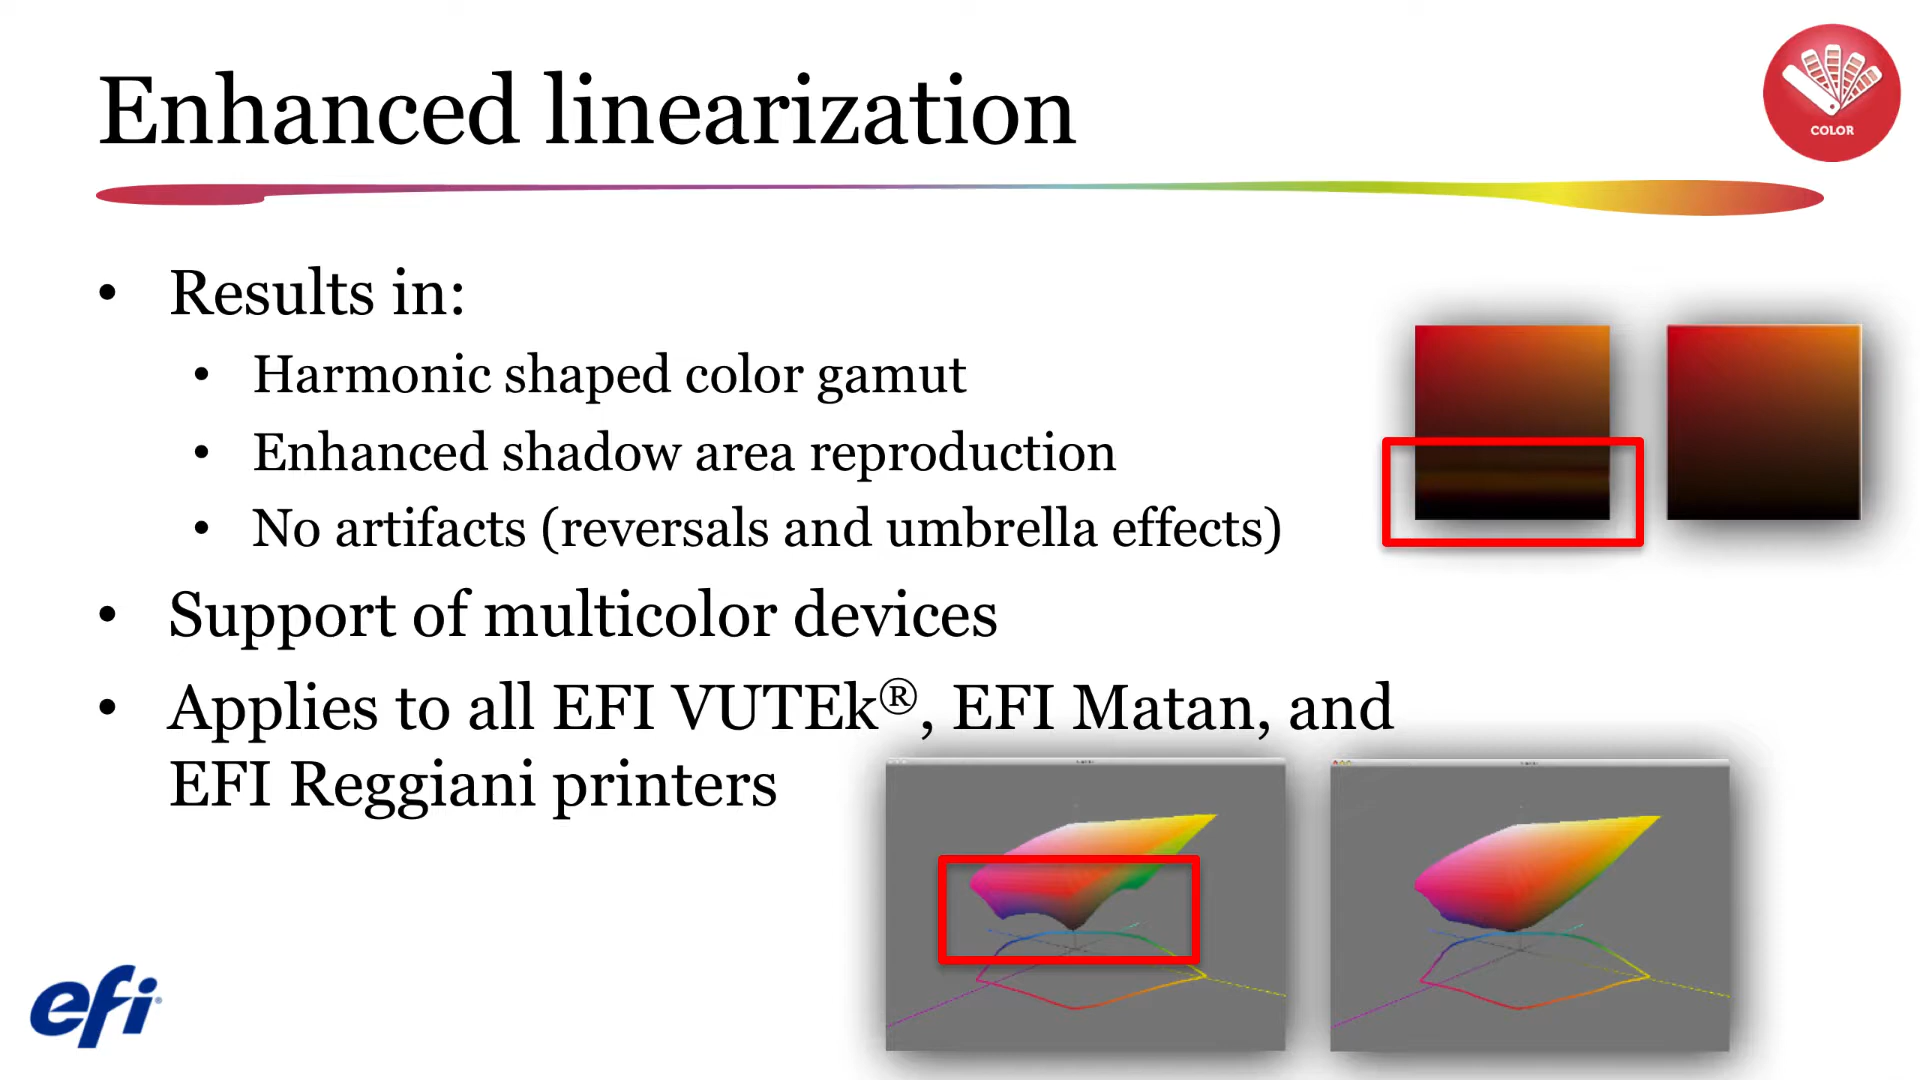 Enhanced linearization
COLOR
• Results in:
• Harmonic shaped color gamut
• Enhanced shadow area reproduction
• No artifacts (reversals and umbrella effects)
• Support of multicolor devices
• Applies to all EFI VUTEk®, EFI Matan, and
EFI Reggiani printers
efi